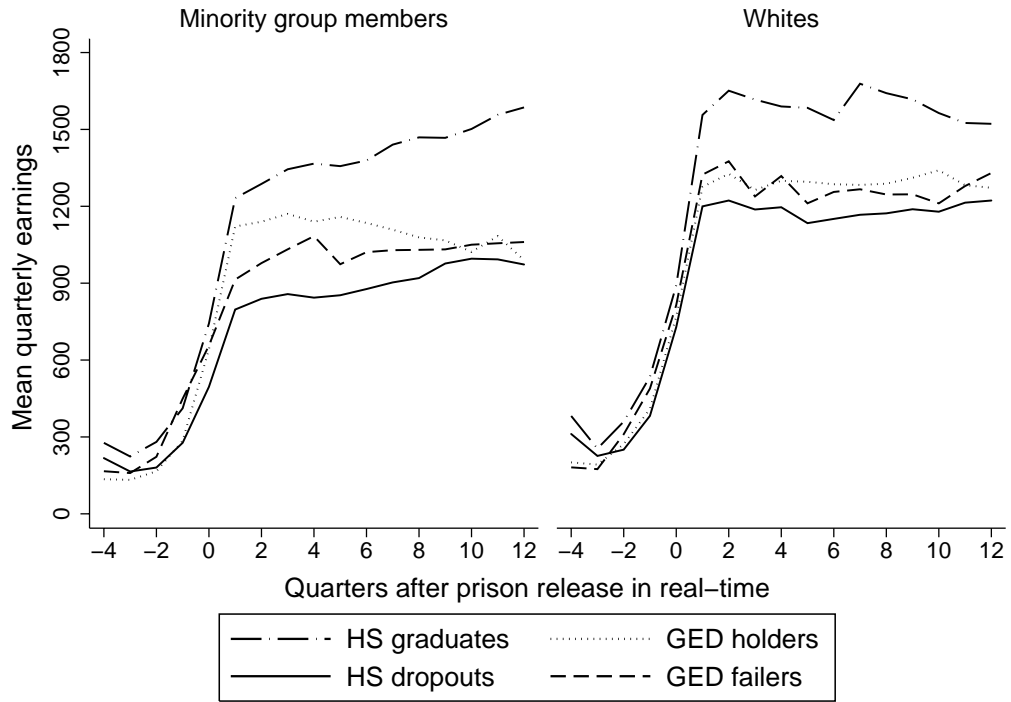 Minority group members
Whites
Mean quarterly earnings
1800
1500
1200
900
600
300
0
−4 −2 0 2 4 6 8 10 12
−4 −2 0 2 4 6 8 10 12
Quarters after prison release in real−time
HS graduates
GED holders
HS dropouts
GED failers